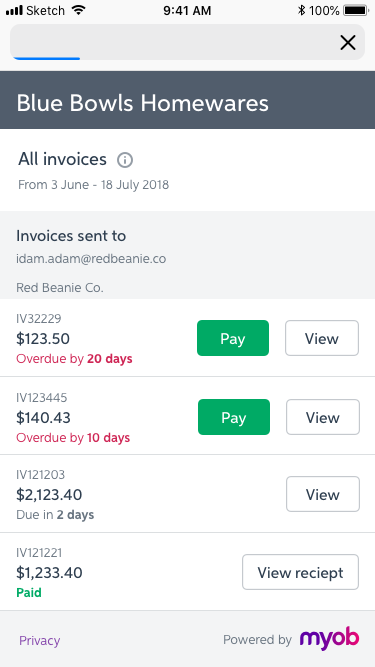 Sketch 9:41 AM 100%
Blue Bowls Homewares
All invoices
From 3 June - 18 July 2018
Invoices sent to
idam.adam@redbeanie.co
Red Beanie Co.
IV32229
$123.50
Overdue by 20 days
Pay View
IV123445
$140.43
Overdue by 10 days
Pay View
IV121203
$2,123.40
Due in 2 days
View
IV121221
$1,233.40
Paid
View reciept
Privacy Powered by myob